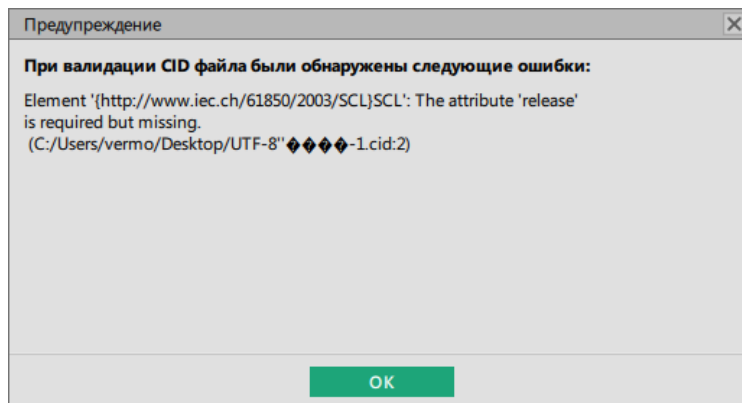 Предупреждение
При валидации CID файла были обнаружены следующие ошибки:
Element '{http://www.iec.ch/61850/2003/SCL}SCL': The attribute 'release'
is required but missing.
(C:/Users/vermo/Desktop/UTF-8''����-1.cid:2)
OK